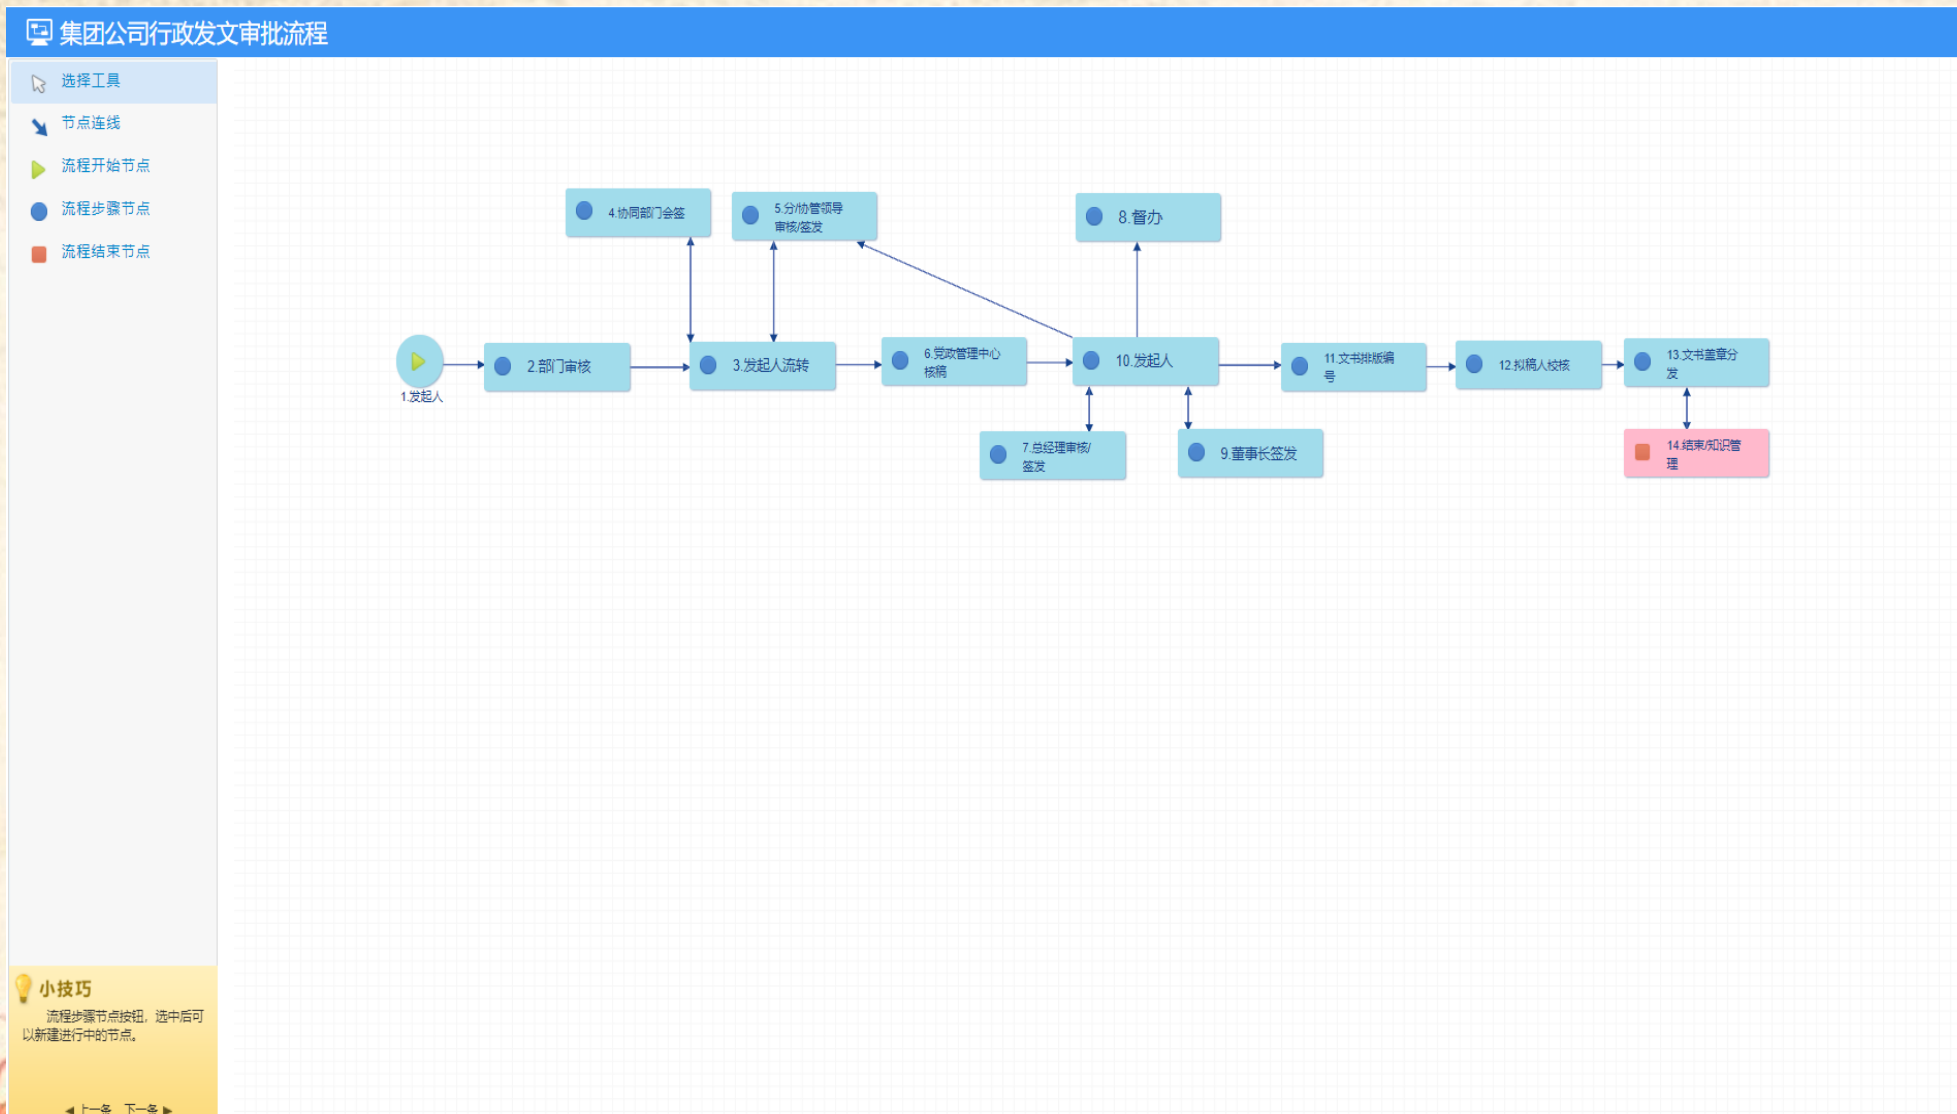 集团公司行政发文审批流程
选择工具
节点连线
流程开始节点
流程步骤节点
流程结束节点
4.协同部门会签
5.分/协管领导
审核/签发
8.督办
1.发起人
2.部门审核
3.发起人流转
6.党政管理中心
核稿
10.发起人
11.文书排版编
号
12.拟稿人校核
13.文书盖章分
发
7.总经理审核/
签发
9.董事长签发
14.结束/知识管
理
小技巧
流程步骤节点按钮，选中后可
以新建进行中的节点。
上一条 下一条